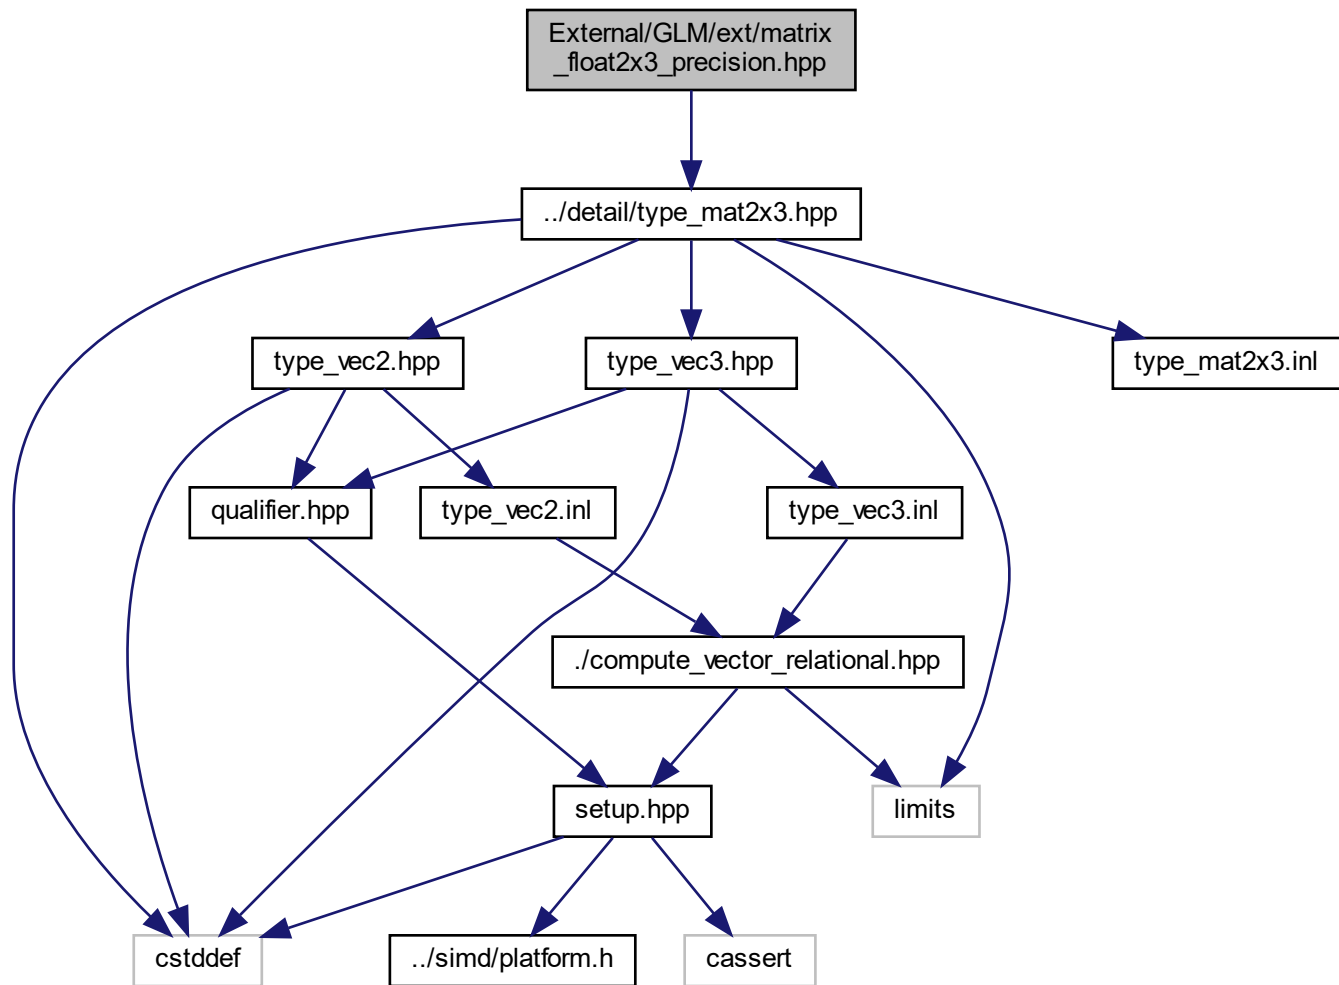 External/GLM/ext/matrix
_float2x3_precision.hpp
../detail/type_mat2x3.hpp
type_vec2.hpp
type_vec3.hpp
type_mat2x3.inl
qualifier.hpp
type_vec2.inl
type_vec3.inl
./compute_vector_relational.hpp
setup.hpp
limits
cstddef
../simd/platform.h
cassert